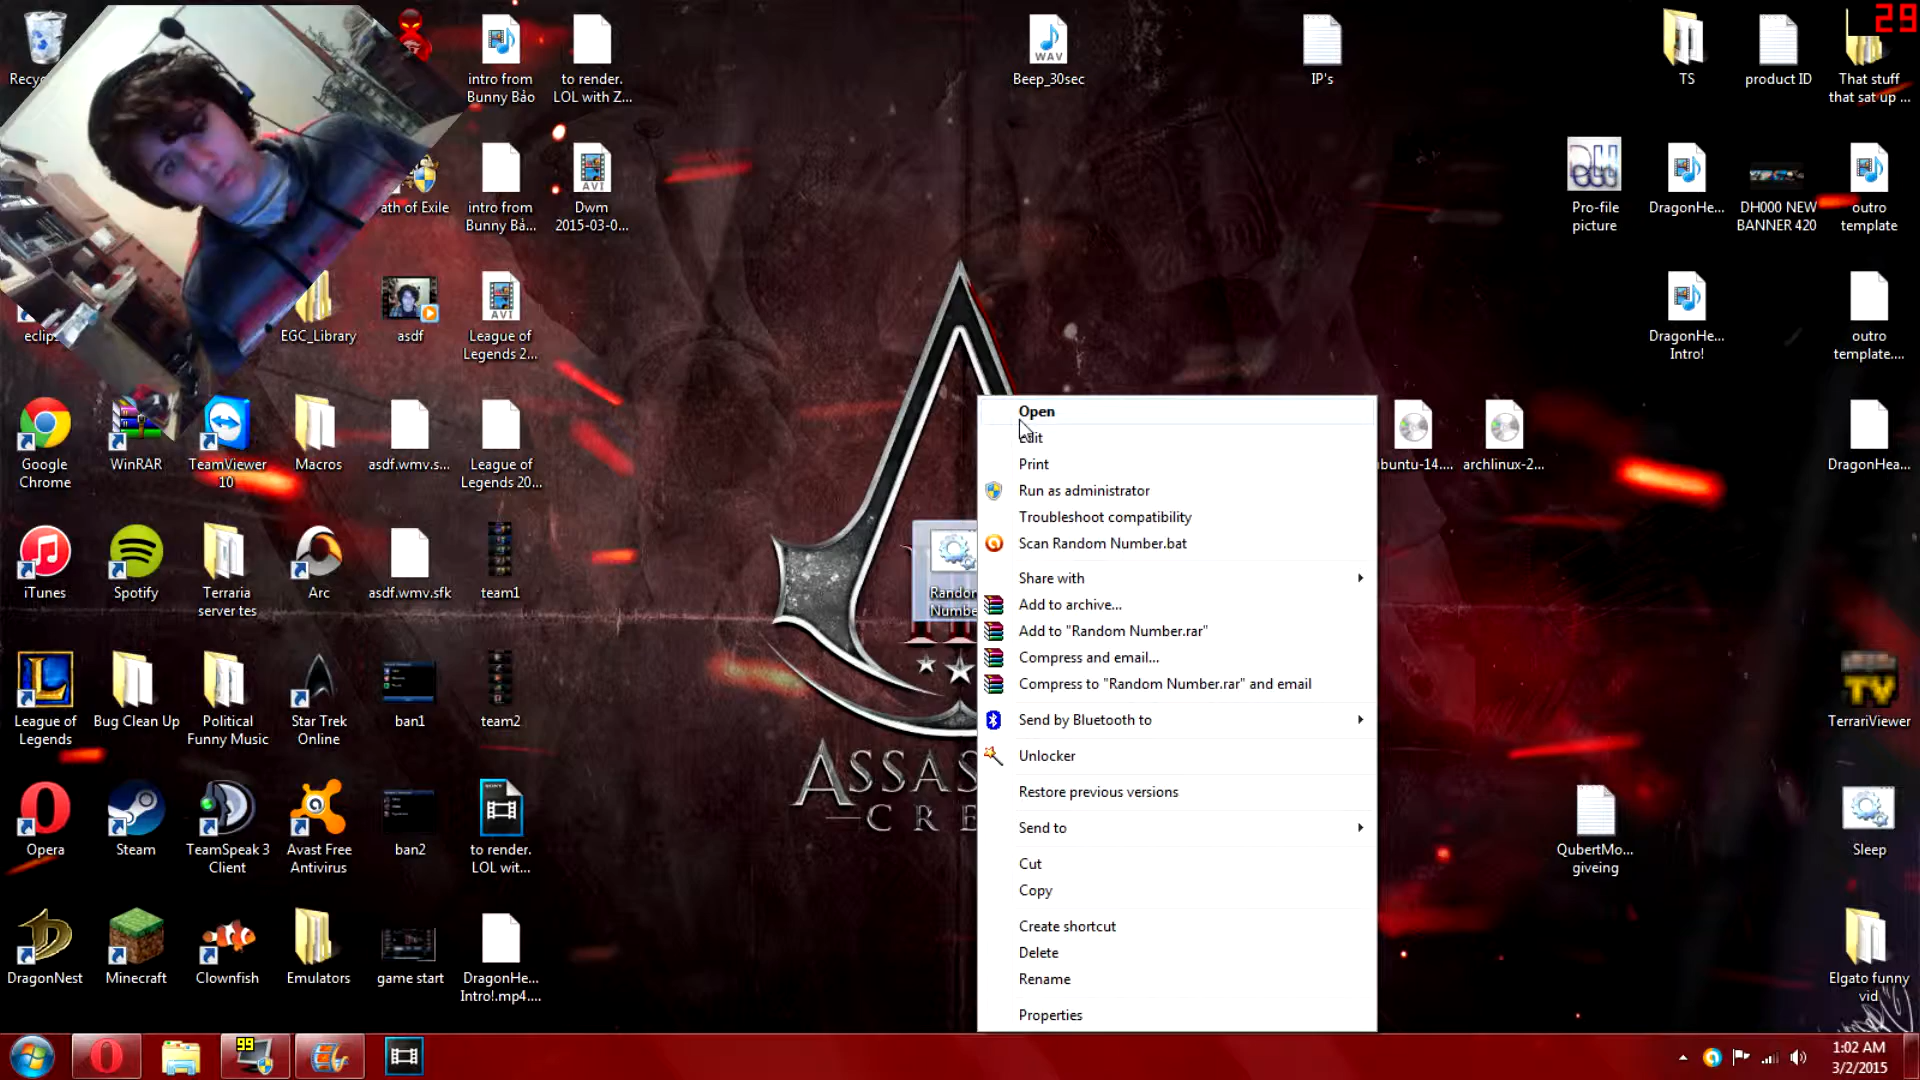 Recyc
intro from
Bunny Bảo
to render.
LOL with Z...
WAV
Beep_30sec
IP's
TS
product ID
That stuff
that sat up ...
29
ath of Exile
intro from
Bunny Bả...
AVI
Dwm
2015-03-0...
Pro-file
picture
DragonHe...
DH000 NEW
BANNER 420
outro
template
eclips
EGC_Library
asdf
AVI
League of
Legends 2...
DragonHe...
Intro!
outro
template....
Google
Chrome
WinRAR
TeamViewer
10
Macros
asdf.wmv.s...
League of
Legends 20...
ubuntu-14....
archlinux-2...
DragonHea...
iTunes
Spotify
Terraria
server tes
Arc
asdf.wmv.sfk
team1
Random
Number
Open
Edit
Print
Run as administrator
Troubleshoot compatibility
Scan Random Number.bat
Share with
Add to archive...
Add to "Random Number.rar"
Compress and email...
Compress to "Random Number.rar" and email
Send by Bluetooth to
Unlocker
Restore previous versions
Send to
Cut
Copy
Create shortcut
Delete
Rename
Properties
League of
Legends
Bug Clean Up
Political
Funny Music
Star Trek
Online
ban1
team2
TV
TerrariViewer
ASSAS
CRE
Opera
Steam
TeamSpeak 3
Client
Avast Free
Antivirus
ban2
to render.
LOL wit...
QubertMo...
giveing
Sleep
DragonNest
Minecraft
Clownfish
Emulators
game start
DragonHe...
Intro!.mp4....
Elgato funny
vid
99
1:02 AM
3/2/2015